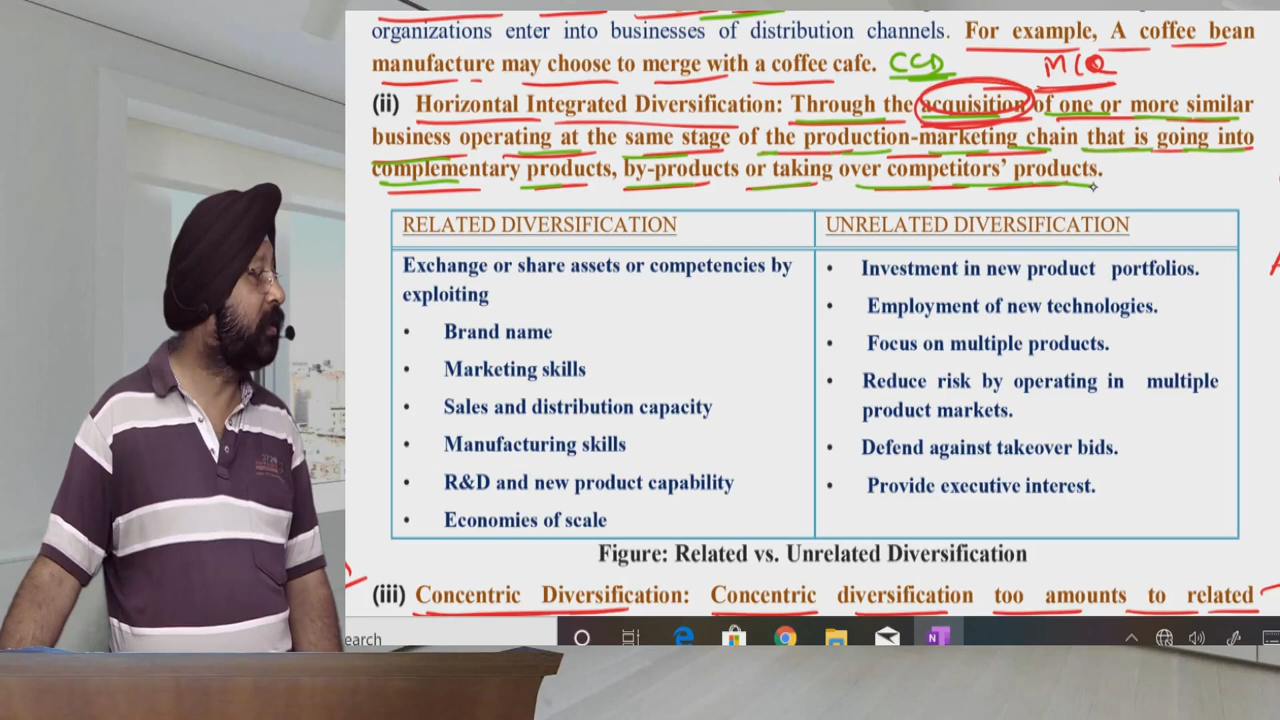 organizations enter into businesses of distribution channels. For example, A coffee bean
manufacture may choose to merge with a coffee cafe. CCD MCQ
(ii) Horizontal Integrated Diversification: Through the acquisition of one or more similar
business operating at the same stage of the production-marketing chain that is going into
complementary products, by-products or taking over competitors' products.
RELATED DIVERSIFICATION
Exchange or share assets or competencies by
exploiting
• Brand name
• Marketing skills
• Sales and distribution capacity
• Manufacturing skills
• R&D and new product capability
• Economies of scale
UNRELATED DIVERSIFICATION
• Investment in new product portfolios.
• Employment of new technologies.
• Focus on multiple products.
• Reduce risk by operating in multiple
product markets.
• Defend against takeover bids.
• Provide executive interest.
Figure: Related vs. Unrelated Diversification
(iii) Concentric Diversification: Concentric diversification too amounts to related
earch